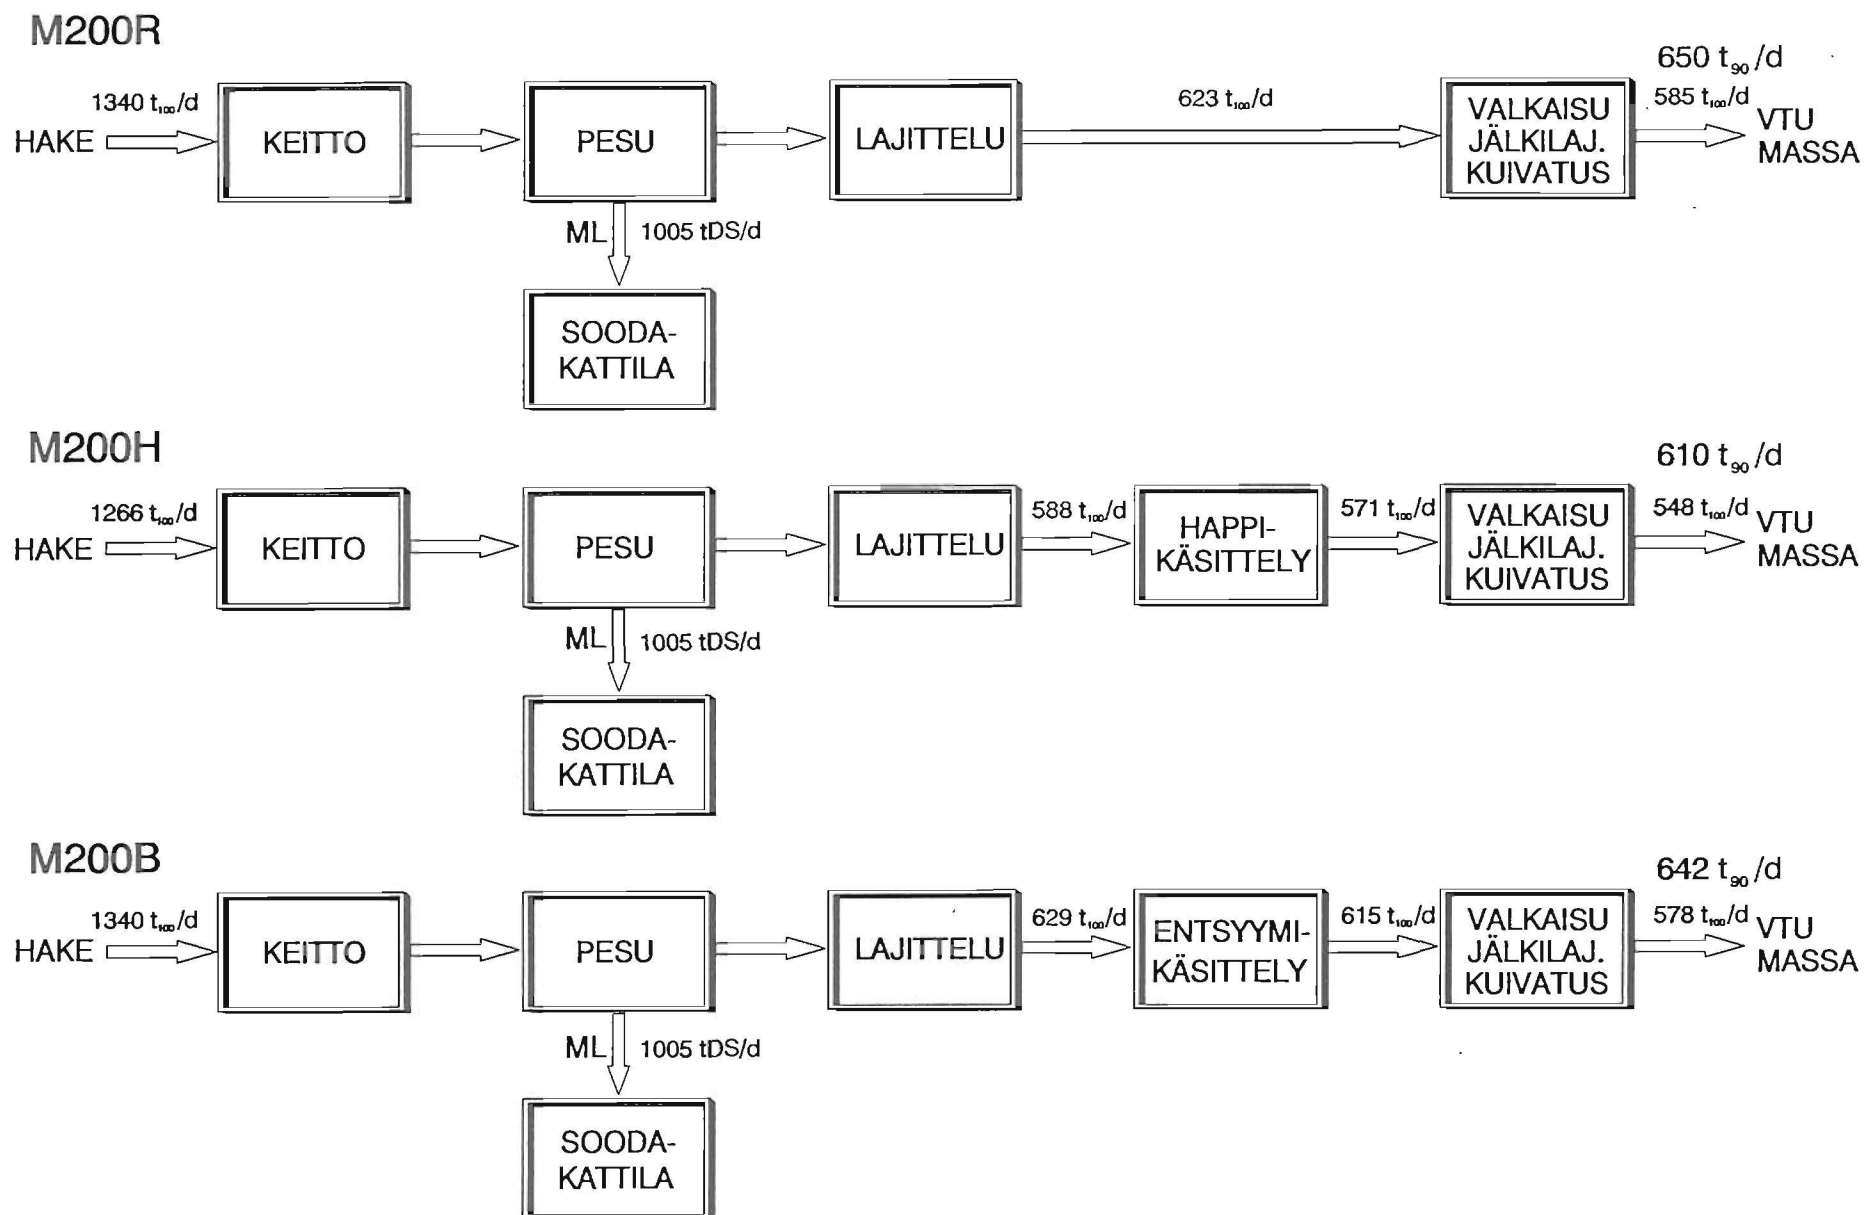 M200R
650 t₉₀/d
1340 t₁₀₀/d
623 t₁₀₀/d
585 t₁₀₀/d
HAKE
KEITTO
PESU
LAJITTELU
VALKAISU
JÄLKILAJ.
KUIVATUS
VTU
MASSA
ML
1005 tDS/d
SOODA-
KATTILA
M200H
610 t₉₀/d
1266 t₁₀₀/d
588 t₁₀₀/d
571 t₁₀₀/d
548 t₁₀₀/d
HAKE
KEITTO
PESU
LAJITTELU
HAPPI-
KÄSITTELY
VALKAISU
JÄLKILAJ.
KUIVATUS
VTU
MASSA
ML
1005 tDS/d
SOODA-
KATTILA
M200B
642 t₉₀/d
1340 t₁₀₀/d
629 t₁₀₀/d
615 t₁₀₀/d
578 t₁₀₀/d
HAKE
KEITTO
PESU
LAJITTELU
ENTSYYMI-
KÄSITTELY
VALKAISU
JÄLKILAJ.
KUIVATUS
VTU
MASSA
ML
1005 tDS/d
SOODA-
KATTILA